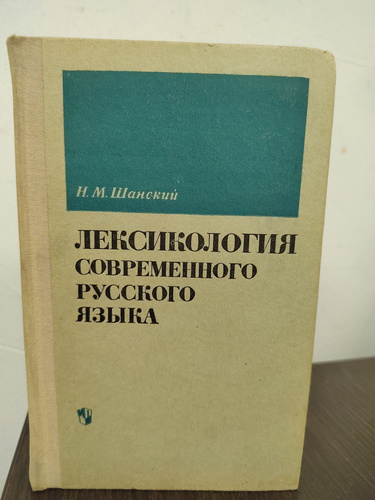 Н. М. Шанский
ЛЕКСИКОЛОГИЯ
СОВРЕМЕННОГО
РУССКОГО
ЯЗЫКА